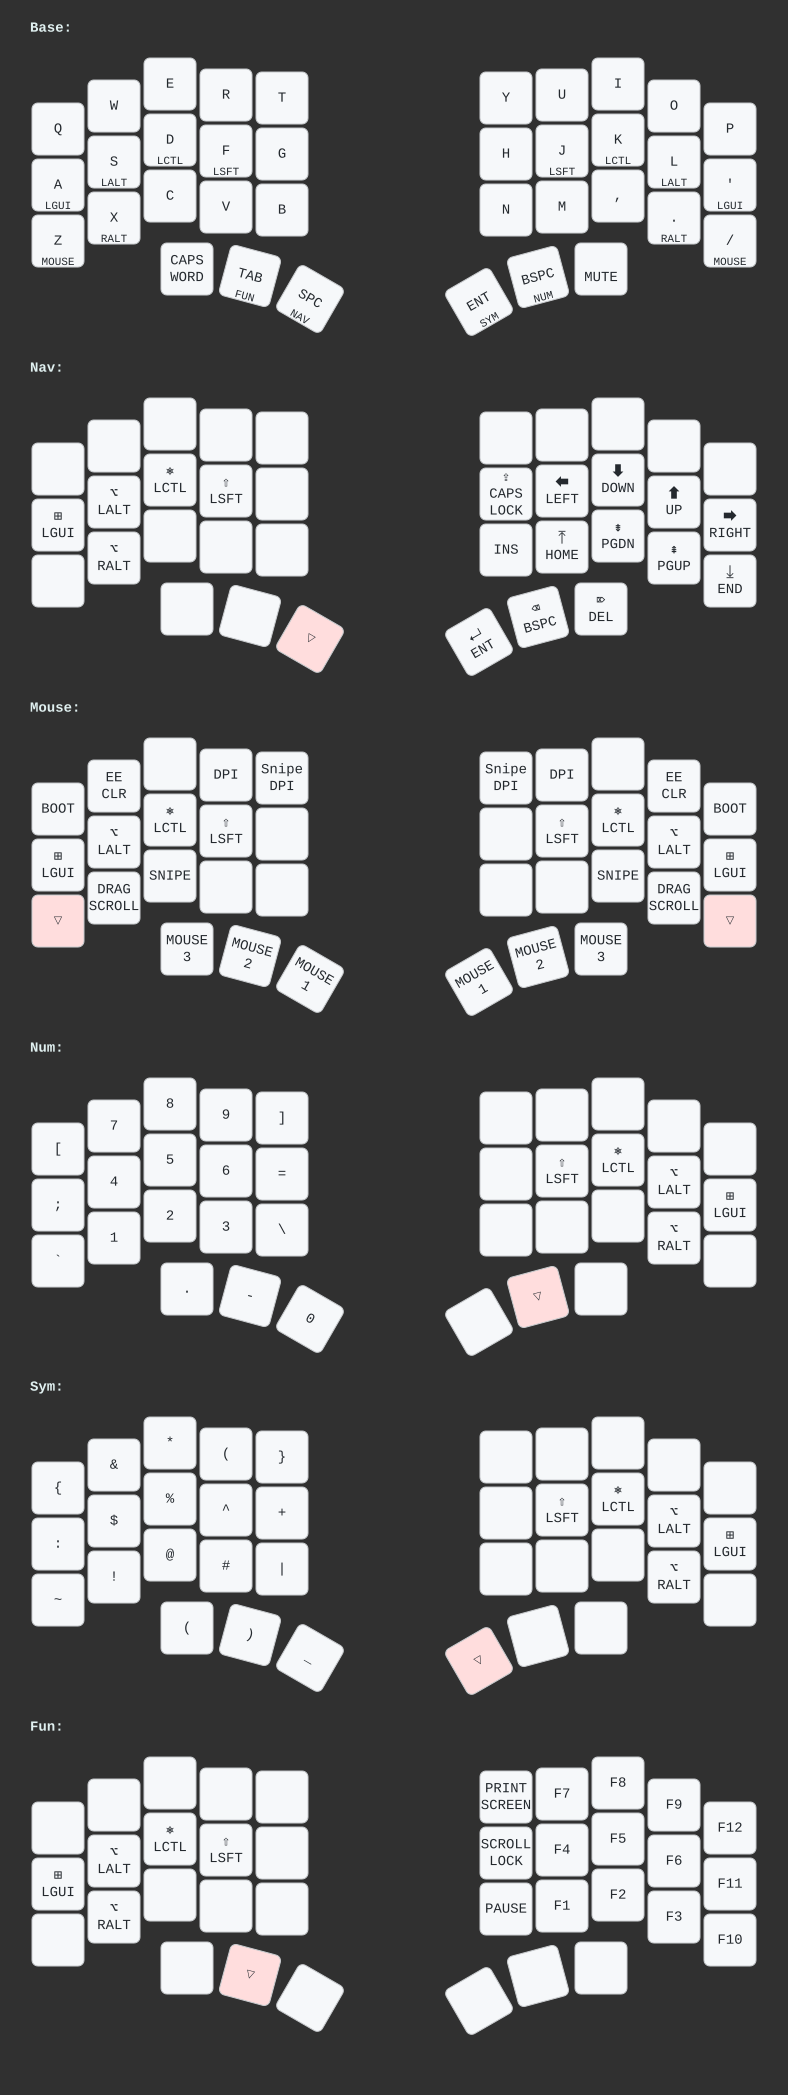 Base:
Q W E R T Y U I O P
A LGUI S LALT D LCTL F LSFT G H J LSFT K LCTL L LALT ' LGUI
Z MOUSE X RALT C V B N M , . RALT / MOUSE
CAPS WORD TAB FUN SPC NAV ENT SYM BSPC NUM MUTE
Nav:
⊞ LGUI ⌥ LALT ⎈ LCTL ⇧ LSFT ⇪ CAPS LOCK ⬅ LEFT ⬇ DOWN ⬆ UP ➡ RIGHT
⌥ RALT INS ⤒ HOME ⇟ PGDN ⇞ PGUP ⤓ END
▽ ⏎ ENT ⌫ BSPC ⌦ DEL
Mouse:
BOOT EE CLR DPI Snipe DPI Snipe DPI DPI EE CLR BOOT
⊞ LGUI ⌥ LALT ⎈ LCTL ⇧ LSFT ⇧ LSFT ⎈ LCTL ⌥ LALT ⊞ LGUI
▽ DRAG SCROLL SNIPE SNIPE DRAG SCROLL ▽
MOUSE 3 MOUSE 2 MOUSE 1 MOUSE 1 MOUSE 2 MOUSE 3
Num:
[ 7 8 9 ]
; 4 5 6 = ⇧ LSFT ⎈ LCTL ⌥ LALT ⊞ LGUI
` 1 2 3 \ ⌥ RALT
. - 0 ▽
Sym:
{ & * ( }
: $ % ^ + ⇧ LSFT ⎈ LCTL ⌥ LALT ⊞ LGUI
~ ! @ # | ⌥ RALT
( ) _ ▽
Fun:
PRINT SCREEN F7 F8 F9 F12
⊞ LGUI ⌥ LALT ⎈ LCTL ⇧ LSFT SCROLL LOCK F4 F5 F6 F11
⌥ RALT PAUSE F1 F2 F3 F10
▽